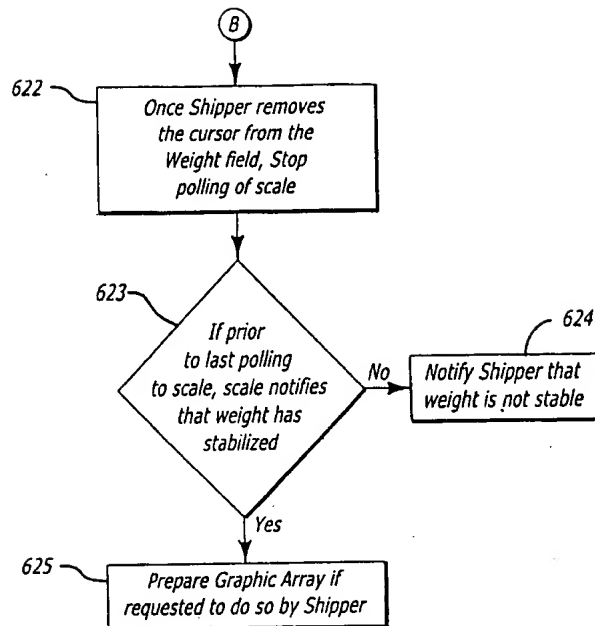 B
622
Once Shipper removes
the cursor from the
Weight field, Stop
polling of scale
623
If prior
to last polling
to scale, scale notifies
that weight has
stabilized
No
624
Notify Shipper that
weight is not stable
Yes
625
Prepare Graphic Array if
requested to do so by Shipper